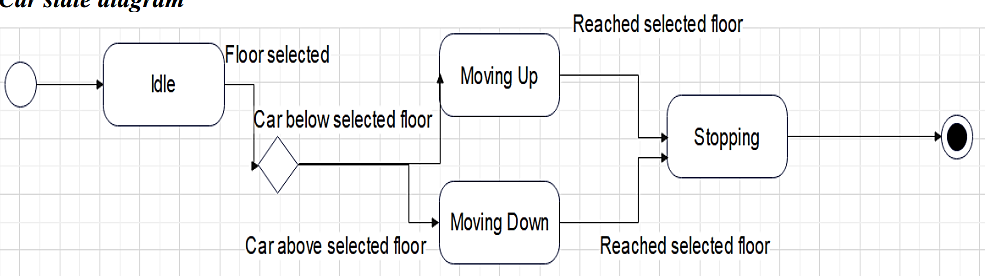 Car state diagram
Reached selected floor
Floor selected
Idle
Moving Up
Car below selected floor
Stopping
Moving Down
Car above selected floor
Reached selected floor